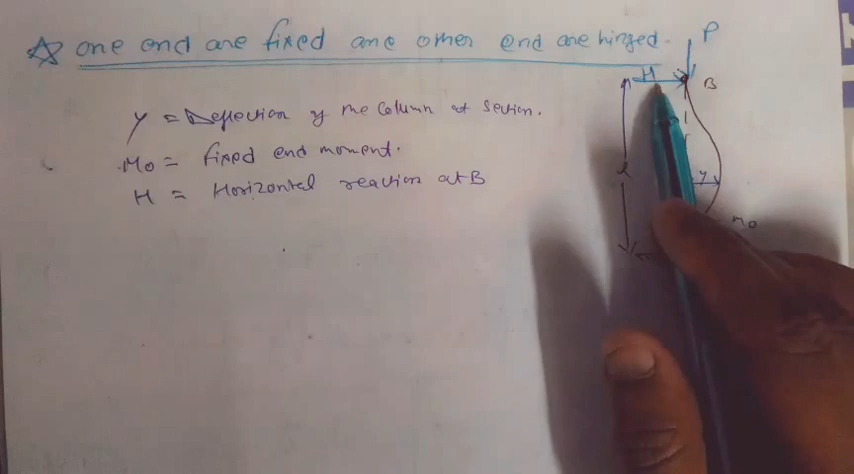 one end are fixed ane other end are hinged.
P
H
B
y = Deflection of the Column at Section.
Mo = fixed end moment.
l
y
H = Horizontal reaction at B
Mo